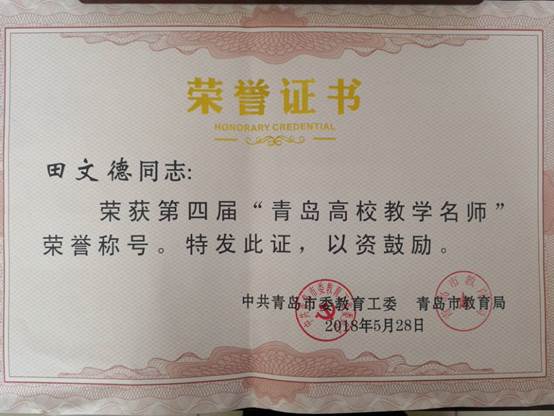 荣誉证书
HONORARY CREDENTIAL
田文德同志:
荣获第四届“青岛高校教学名师”
荣誉称号。特发此证，以资鼓励。
中共青岛市委教育工委 青岛市教育局
2018年5月28日